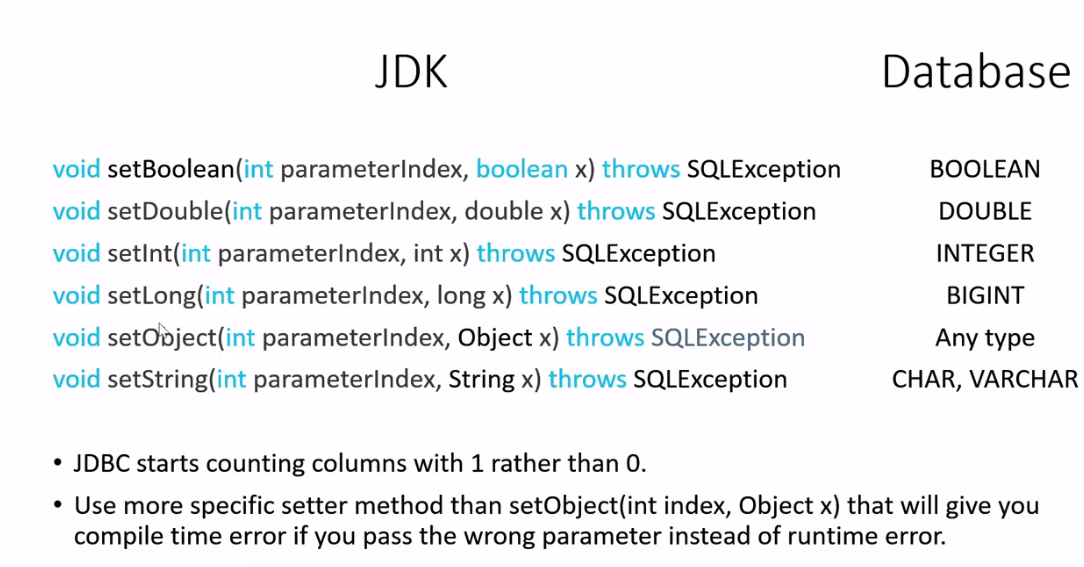 JDK Database
void setBoolean(int parameterIndex, boolean x) throws SQLException BOOLEAN
void setDouble(int parameterIndex, double x) throws SQLException DOUBLE
void setInt(int parameterIndex, int x) throws SQLException INTEGER
void setLong(int parameterIndex, long x) throws SQLException BIGINT
void setObject(int parameterIndex, Object x) throws SQLException Any type
void setString(int parameterIndex, String x) throws SQLException CHAR, VARCHAR
• JDBC starts counting columns with 1 rather than 0.
• Use more specific setter method than setObject(int index, Object x) that will give you
compile time error if you pass the wrong parameter instead of runtime error.